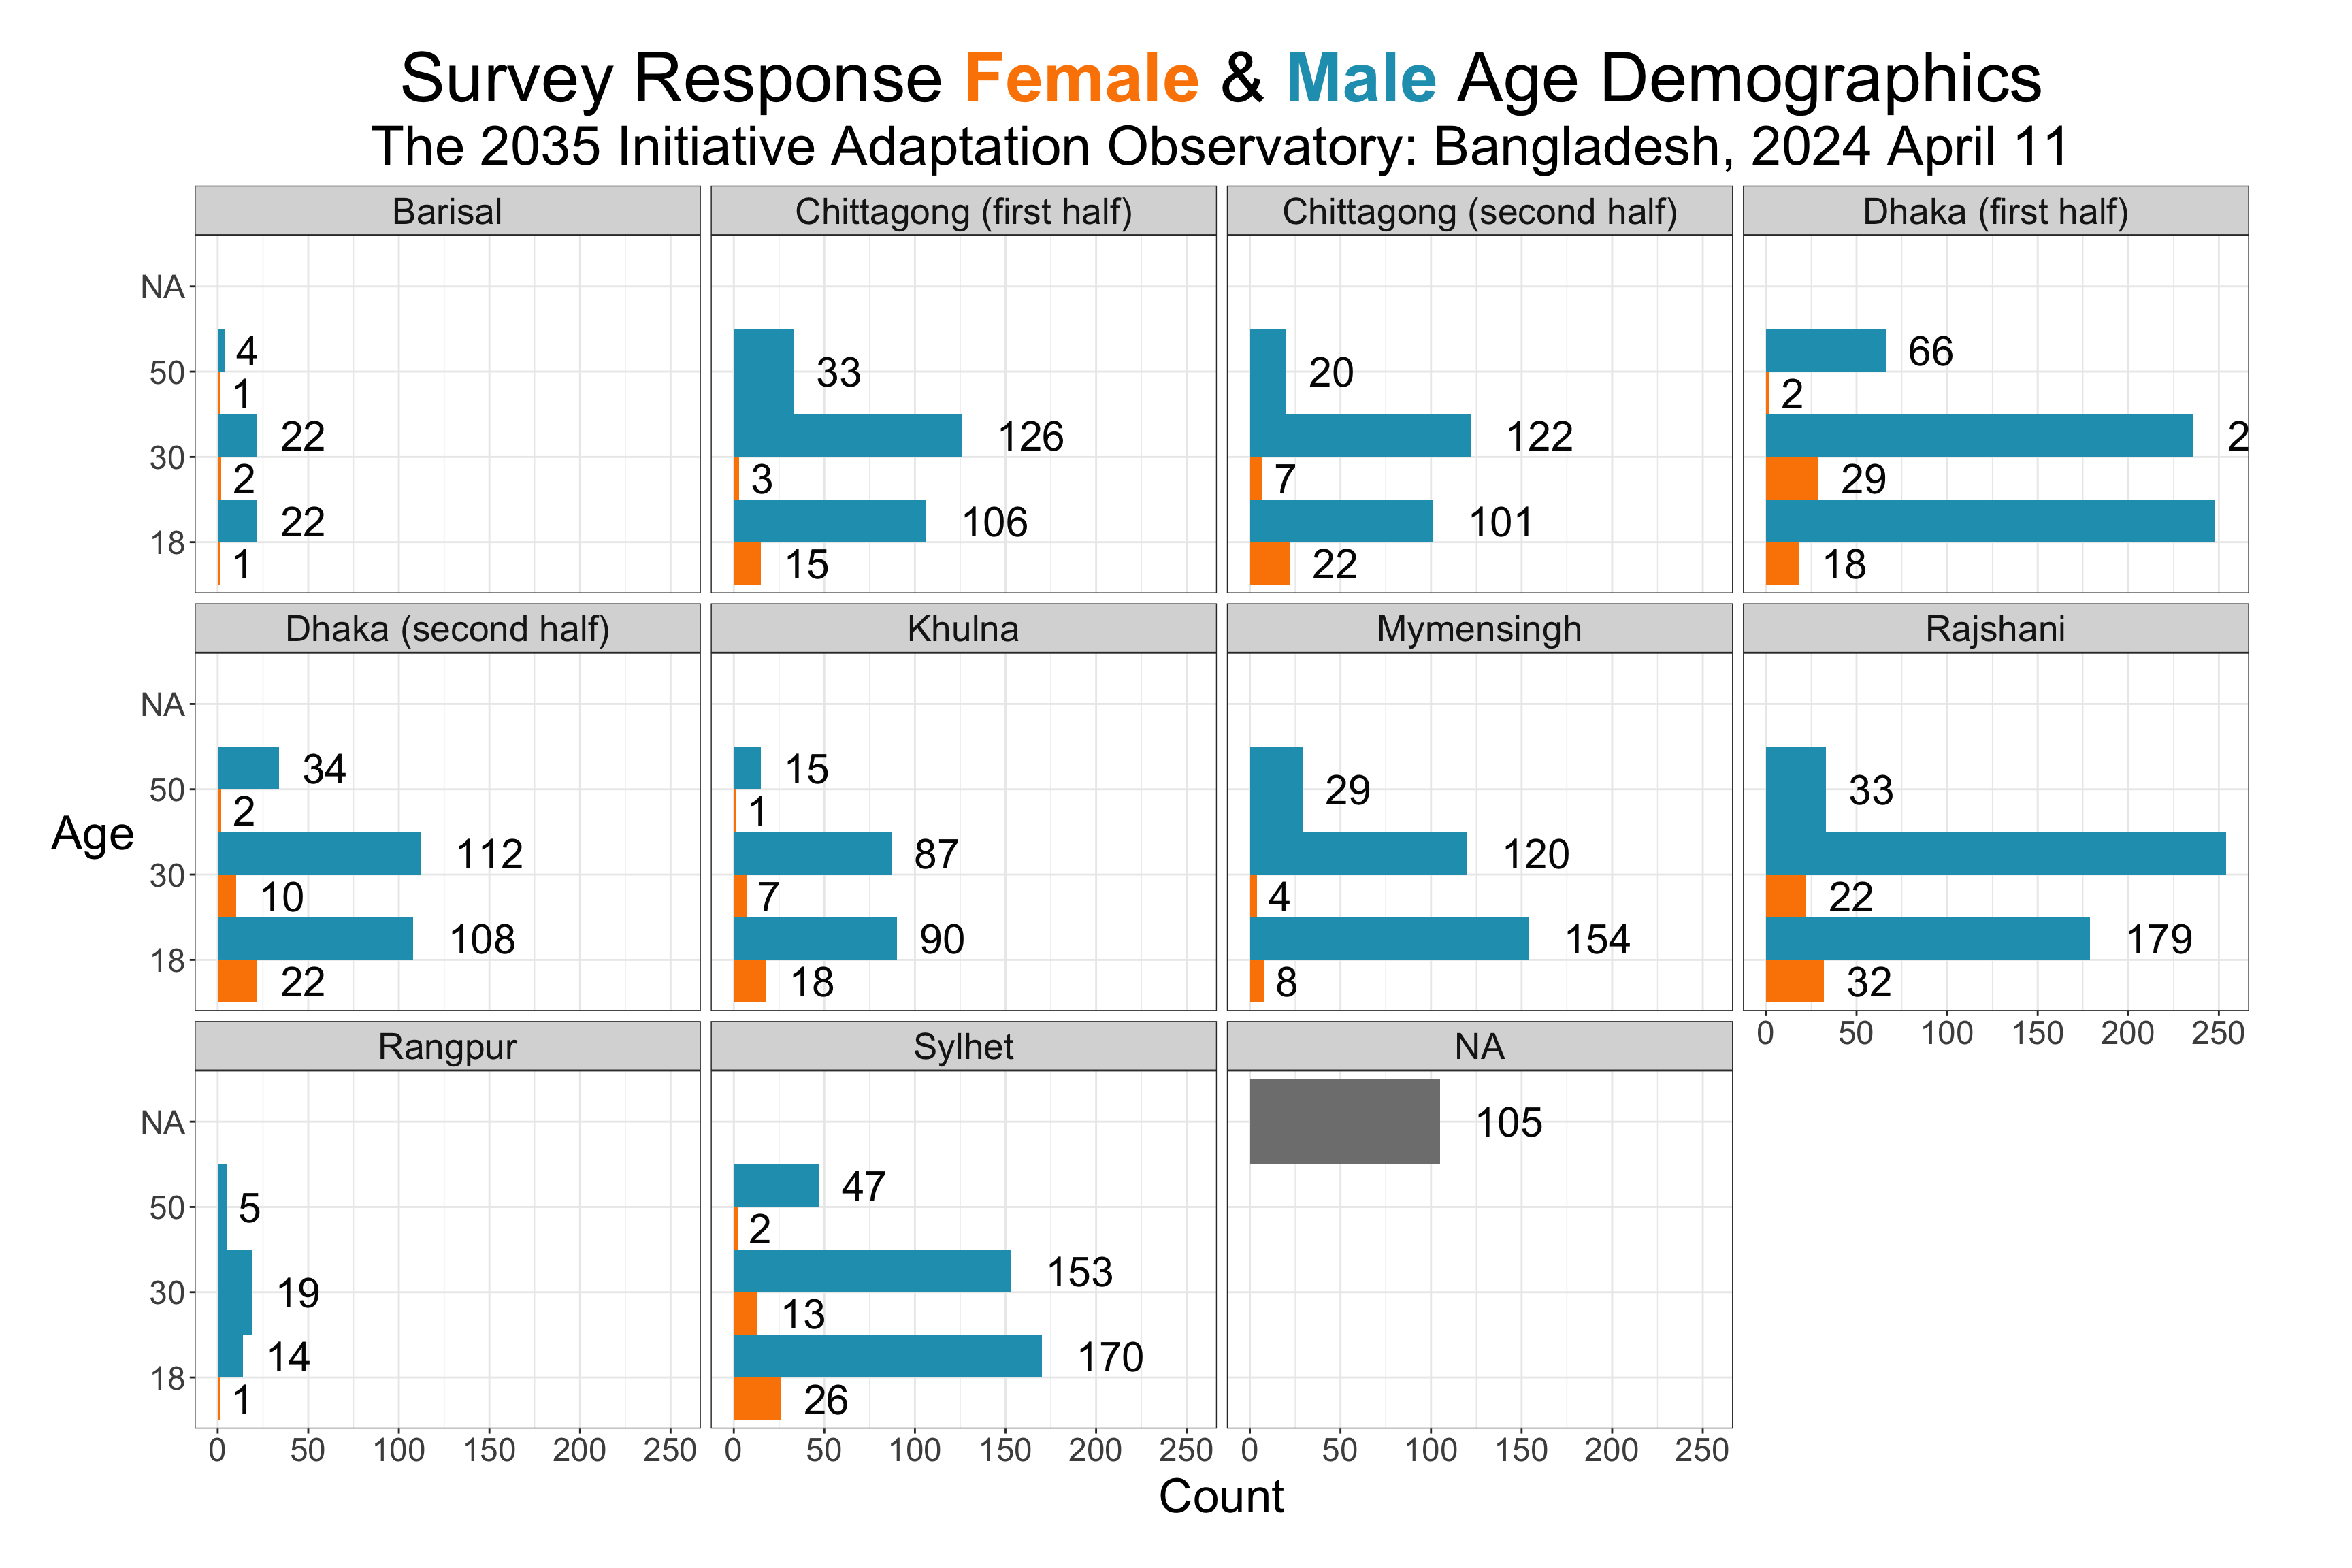 Survey Response Female & Male Age Demographics
The 2035 Initiative Adaptation Observatory: Bangladesh, 2024 April 11
Barisal
Chittagong (first half)
Chittagong (second half)
Dhaka (first half)
NA
50
30
18
4
1
22
2
22
1
33
126
3
106
15
20
122
7
101
22
66
2
2
29
18
Dhaka (second half)
Khulna
Mymensingh
Rajshani
Age
NA
50
30
18
34
2
112
10
108
22
15
1
87
7
90
18
29
120
4
154
8
33
22
179
32
0 50 100 150 200 250
Rangpur
Sylhet
NA
NA
50
30
18
5
19
14
1
47
2
153
13
170
26
105
0 50 100 150 200 250
0 50 100 150 200 250
0 50 100 150 200 250
Count